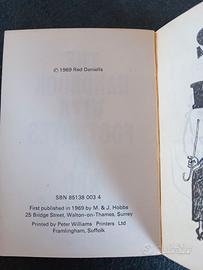 © 1969 Red Daniells
SBN 85138 003 4
First published in 1969 by M. & J. Hobbs
25 Bridge Street, Walton-on-Thames, Surrey
Printed by Peter Williams Printers Ltd
Framlingham, Suffolk